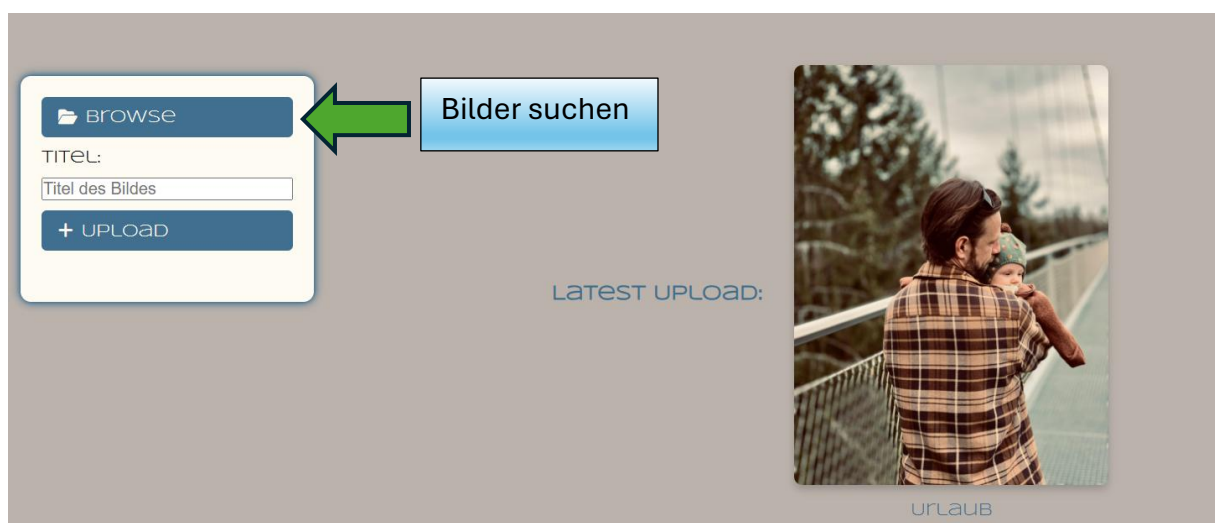 Browse
Bilder suchen
Titel:
Titel des Bildes
+ Upload
Latest Upload:
Urlaub